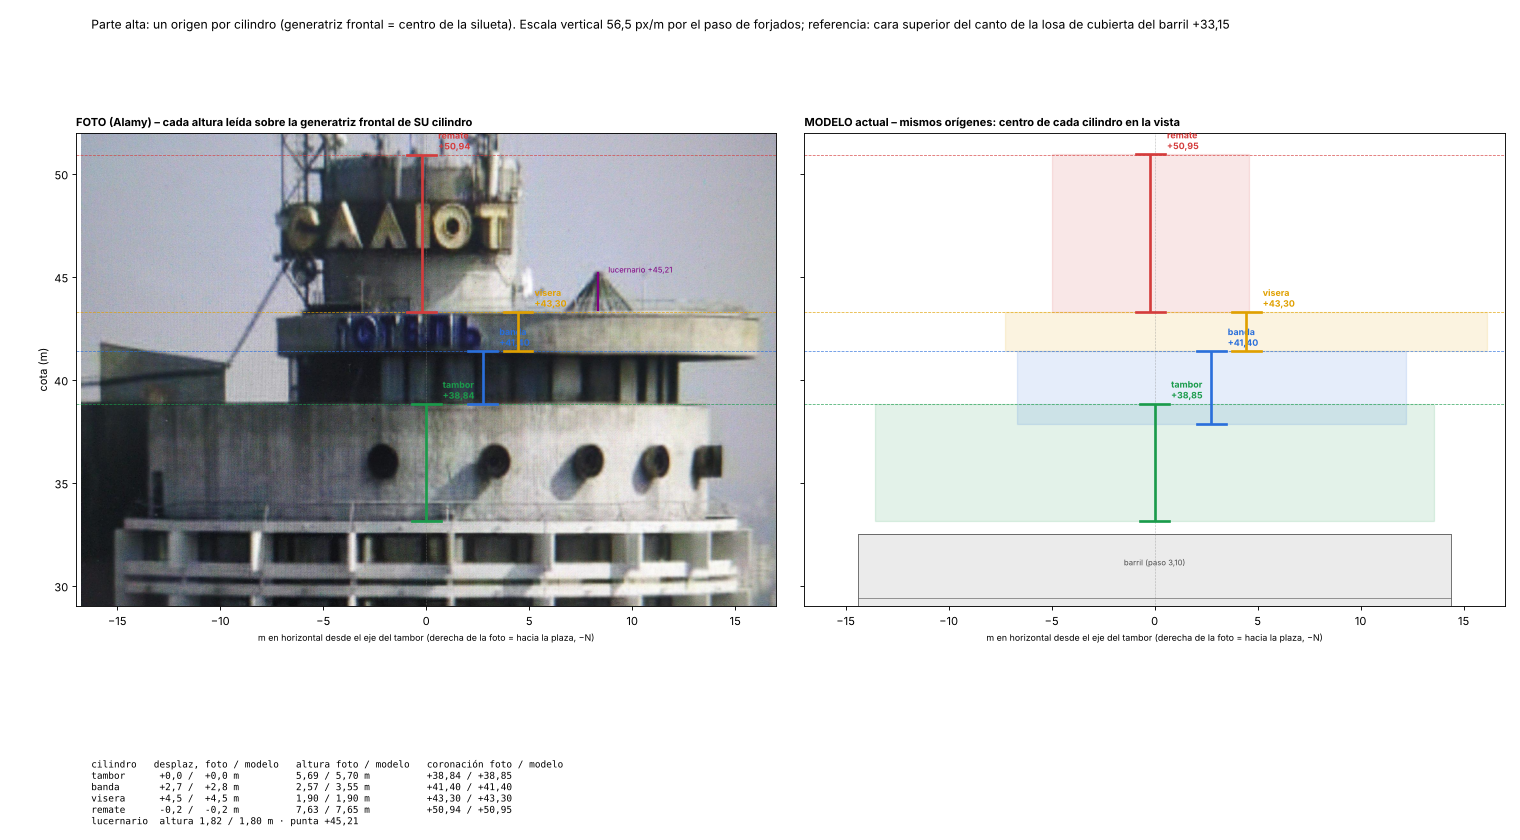 Parte alta: un origen por cilindro (generatriz frontal = centro de la silueta). Escala vertical 56,5 px/m por el paso de forjados; referencia: cara superior del canto de la losa de cubierta del barril +33,15
FOTO (Alamy) – cada altura leída sobre la generatriz frontal de SU cilindro
remate
+50,94
САЛЮТ
lucernario +45,21
visera
+43,30
ГОТЕЛЬ
tambor
+38,84
50
45
40
35
30
cota (m)
−15 −10 −5 0 5 10 15
m en horizontal desde el eje del tambor (derecha de la foto = hacia la plaza, −N)
MODELO actual – mismos orígenes: centro de cada cilindro en la vista
remate
+50,95
visera
+43,30
banda
+41,40
tambor
+38,85
barril (paso 3,10)
−15 −10 −5 0 5 10 15
m en horizontal desde el eje del tambor (derecha de la foto = hacia la plaza, −N)
cilindro desplaz, foto / modelo altura foto / modelo coronación foto / modelo
tambor +0,0 / +0,0 m 5,69 / 5,70 m +38,84 / +38,85
banda +2,7 / +2,8 m 2,57 / 3,55 m +41,40 / +41,40
visera +4,5 / +4,5 m 1,90 / 1,90 m +43,30 / +43,30
remate -0,2 / -0,2 m 7,63 / 7,65 m +50,94 / +50,95
lucernario altura 1,82 / 1,80 m · punta +45,21